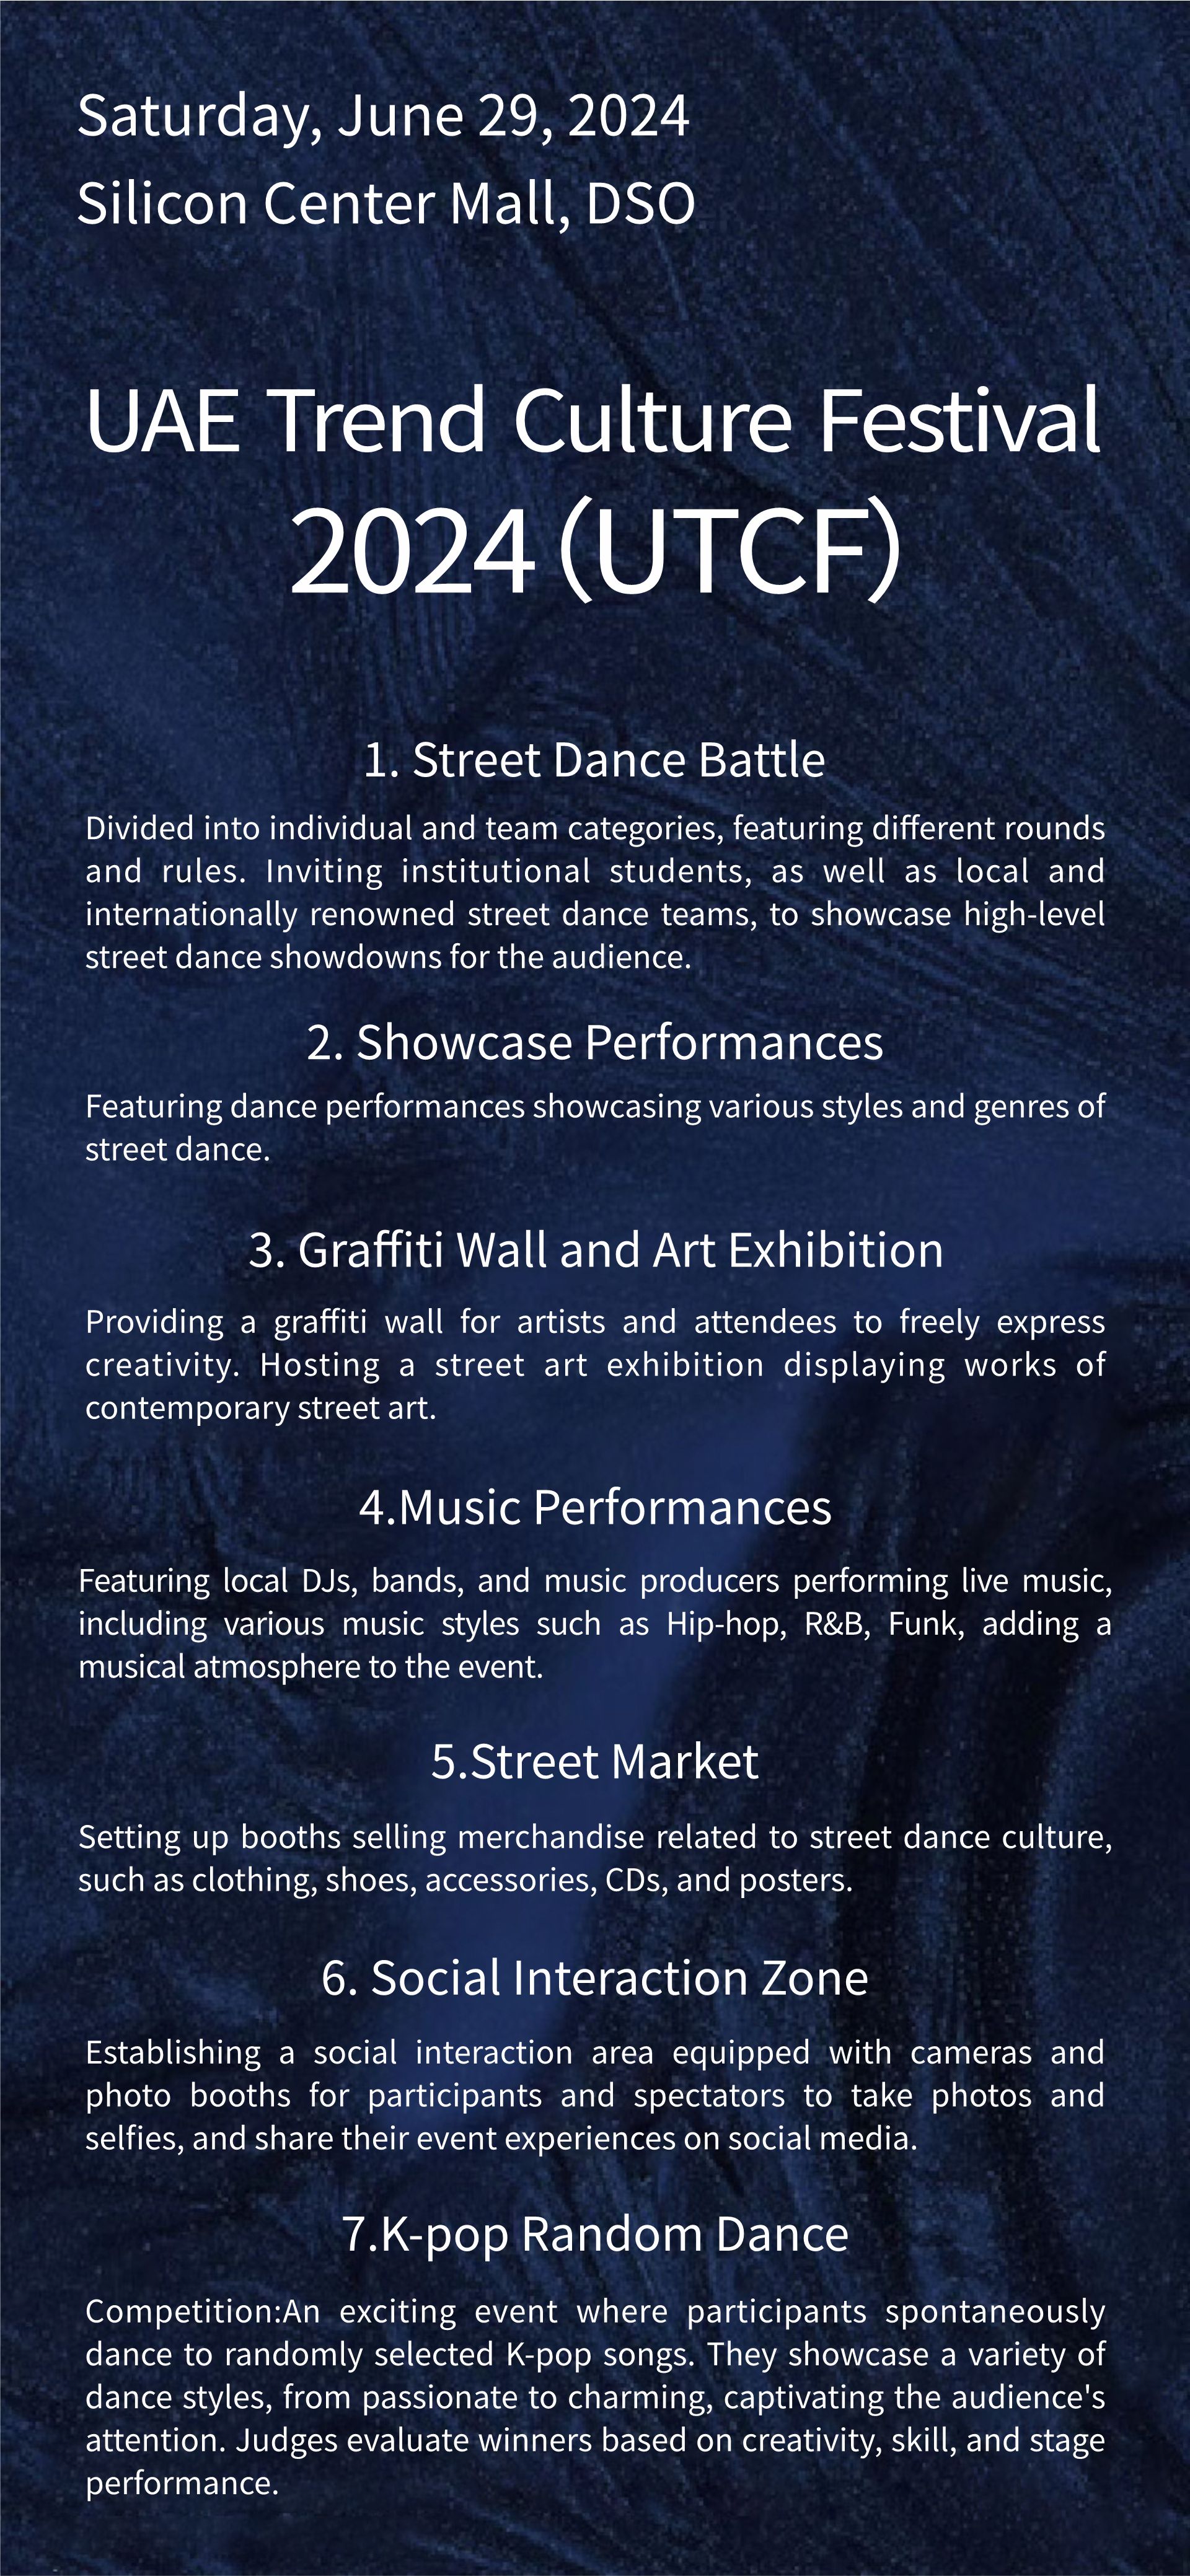 Saturday, June 29, 2024
Silicon Center Mall, DSO
UAE Trend Culture Festival
2024 (UTCF)
1. Street Dance Battle
Divided into individual and team categories, featuring different rounds
and rules. Inviting institutional students, as well as local and
internationally renowned street dance teams, to showcase high-level
street dance showdowns for the audience.
2. Showcase Performances
Featuring dance performances showcasing various styles and genres of
street dance.
3. Graffiti Wall and Art Exhibition
Providing a graffiti wall for artists and attendees to freely express
creativity. Hosting a street art exhibition displaying works of
contemporary street art.
4.Music Performances
Featuring local DJs, bands, and music producers performing live music,
including various music styles such as Hip-hop, R&B, Funk, adding a
musical atmosphere to the event.
5.Street Market
Setting up booths selling merchandise related to street dance culture,
such as clothing, shoes, accessories, CDs, and posters.
6. Social Interaction Zone
Establishing a social interaction area equipped with cameras and
photo booths for participants and spectators to take photos and
selfies, and share their event experiences on social media.
7.K-pop Random Dance
Competition:An exciting event where participants spontaneously
dance to randomly selected K-pop songs. They showcase a variety of
dance styles, from passionate to charming, captivating the audience's
attention. Judges evaluate winners based on creativity, skill, and stage
performance.